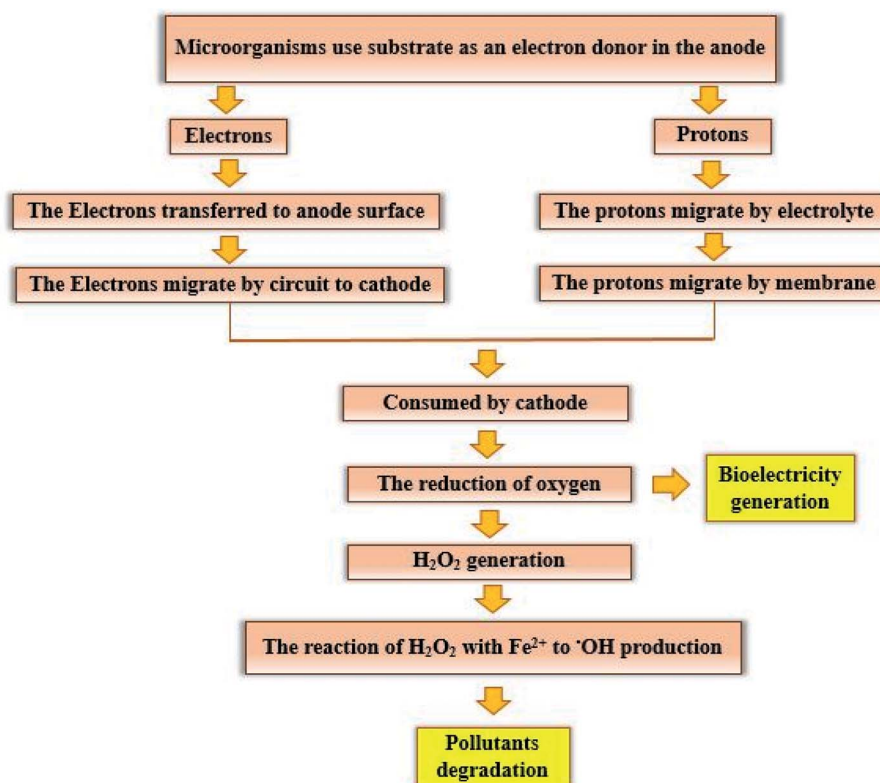 Microorganisms use substrate as an electron donor in the anode
Electrons
Protons
The Electrons transferred to anode surface
The protons migrate by electrolyte
The Electrons migrate by circuit to cathode
The protons migrate by membrane
Consumed by cathode
The reduction of oxygen
Bioelectricity
generation
H₂O₂ generation
The reaction of H₂O₂ with Fe²⁺ to ˙OH production
Pollutants
degradation